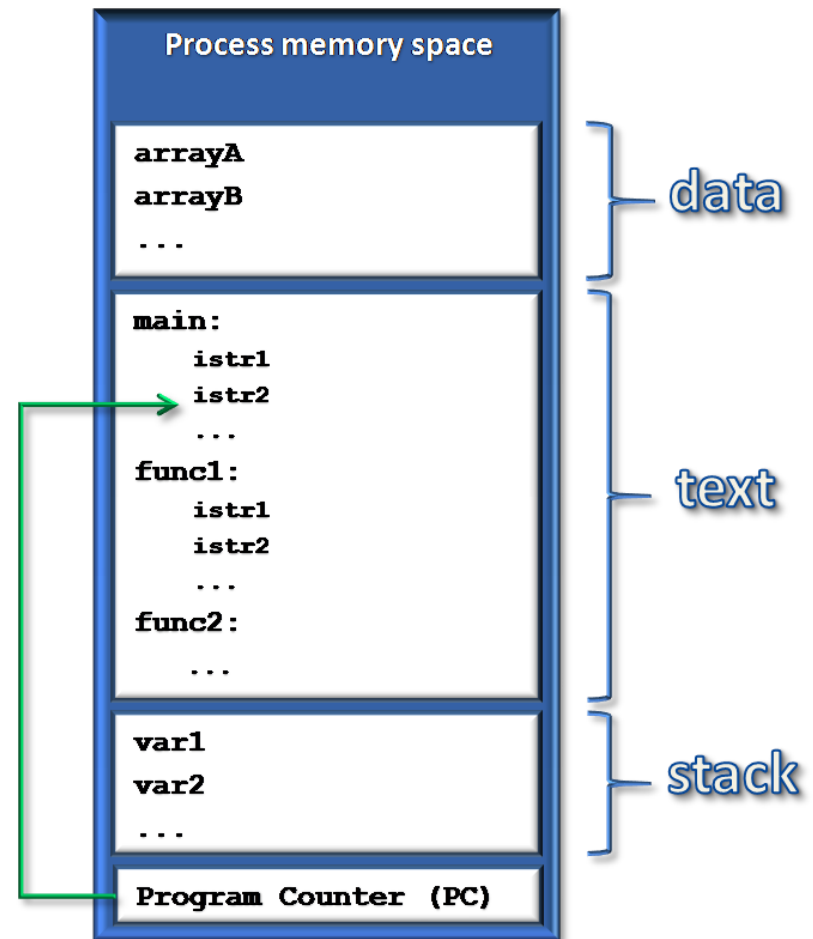 Process memory space
arrayA
arrayB
...
data
main:
istr1
istr2
...
func1:
istr1
istr2
...
func2:
...
text
var1
var2
...
stack
Program Counter (PC)